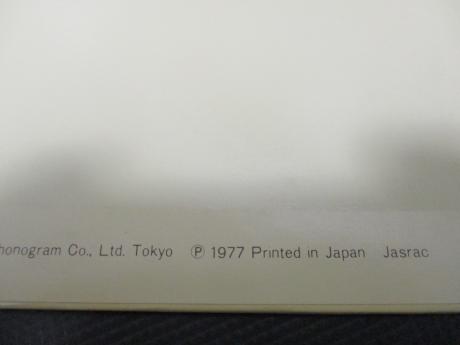 honogram Co., Ltd. Tokyo ℗ 1977 Printed in Japan Jasrac